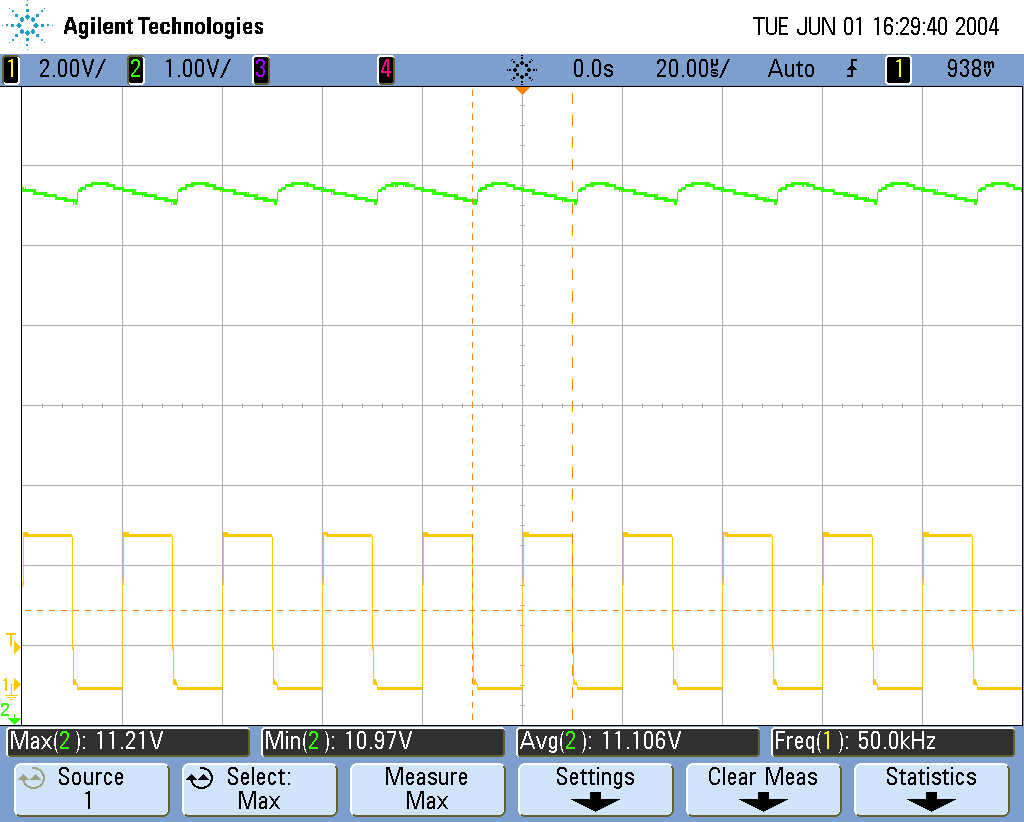 Agilent Technologies TUE JUN 01 16:29:40 2004
1 2.00V/ 2 1.00V/ 3 4 0.0s 20.00µs/ Auto 1 938mV
T
1
2
Max(2): 11.21V Min(2): 10.97V Avg(2): 11.106V Freq(1): 50.0kHz
Source Select: Measure Settings Clear Meas Statistics
1 Max Max